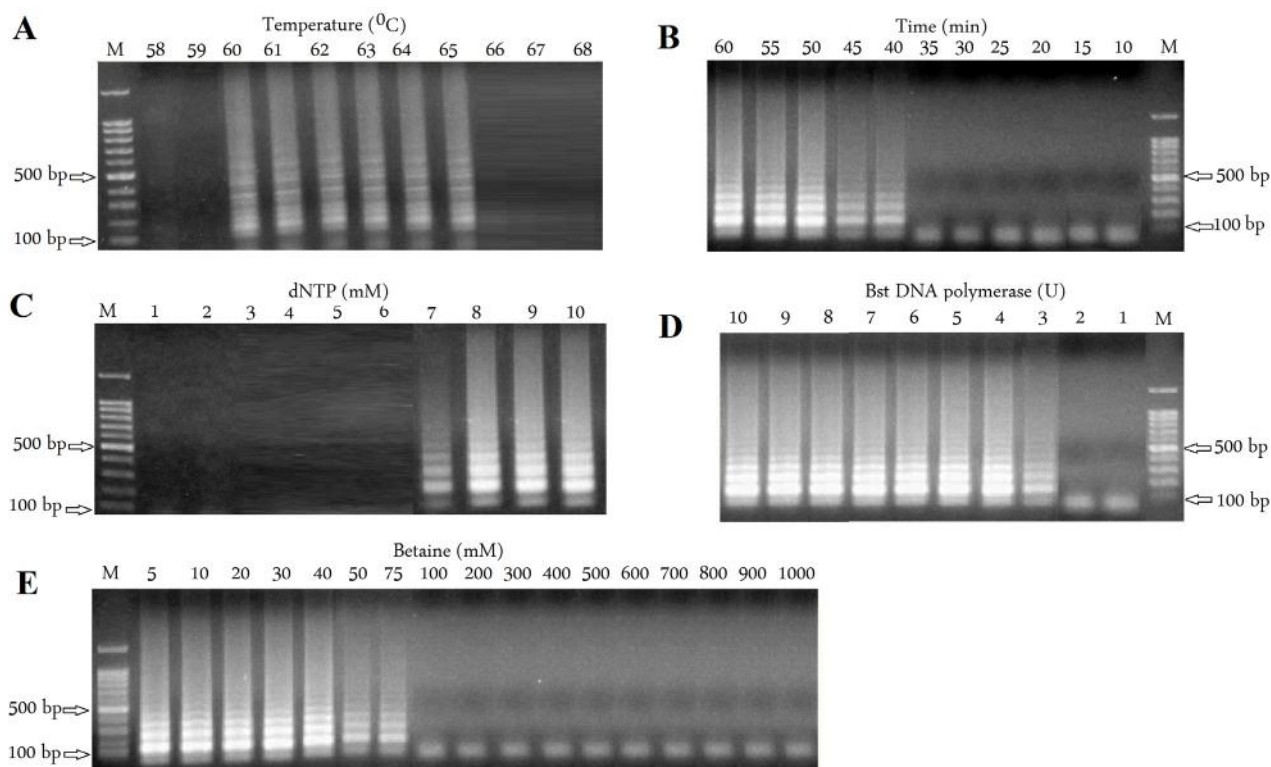 A
Temperature (⁰C)
M 58 59 60 61 62 63 64 65 66 67 68
500 bp
100 bp
B
Time (min)
60 55 50 45 40 35 30 25 20 15 10 M
500 bp
100 bp
C
dNTP (mM)
M 1 2 3 4 5 6 7 8 9 10
500 bp
100 bp
D
Bst DNA polymerase (U)
10 9 8 7 6 5 4 3 2 1 M
500 bp
100 bp
E
Betaine (mM)
M 5 10 20 30 40 50 75 100 200 300 400 500 600 700 800 900 1000
500 bp
100 bp